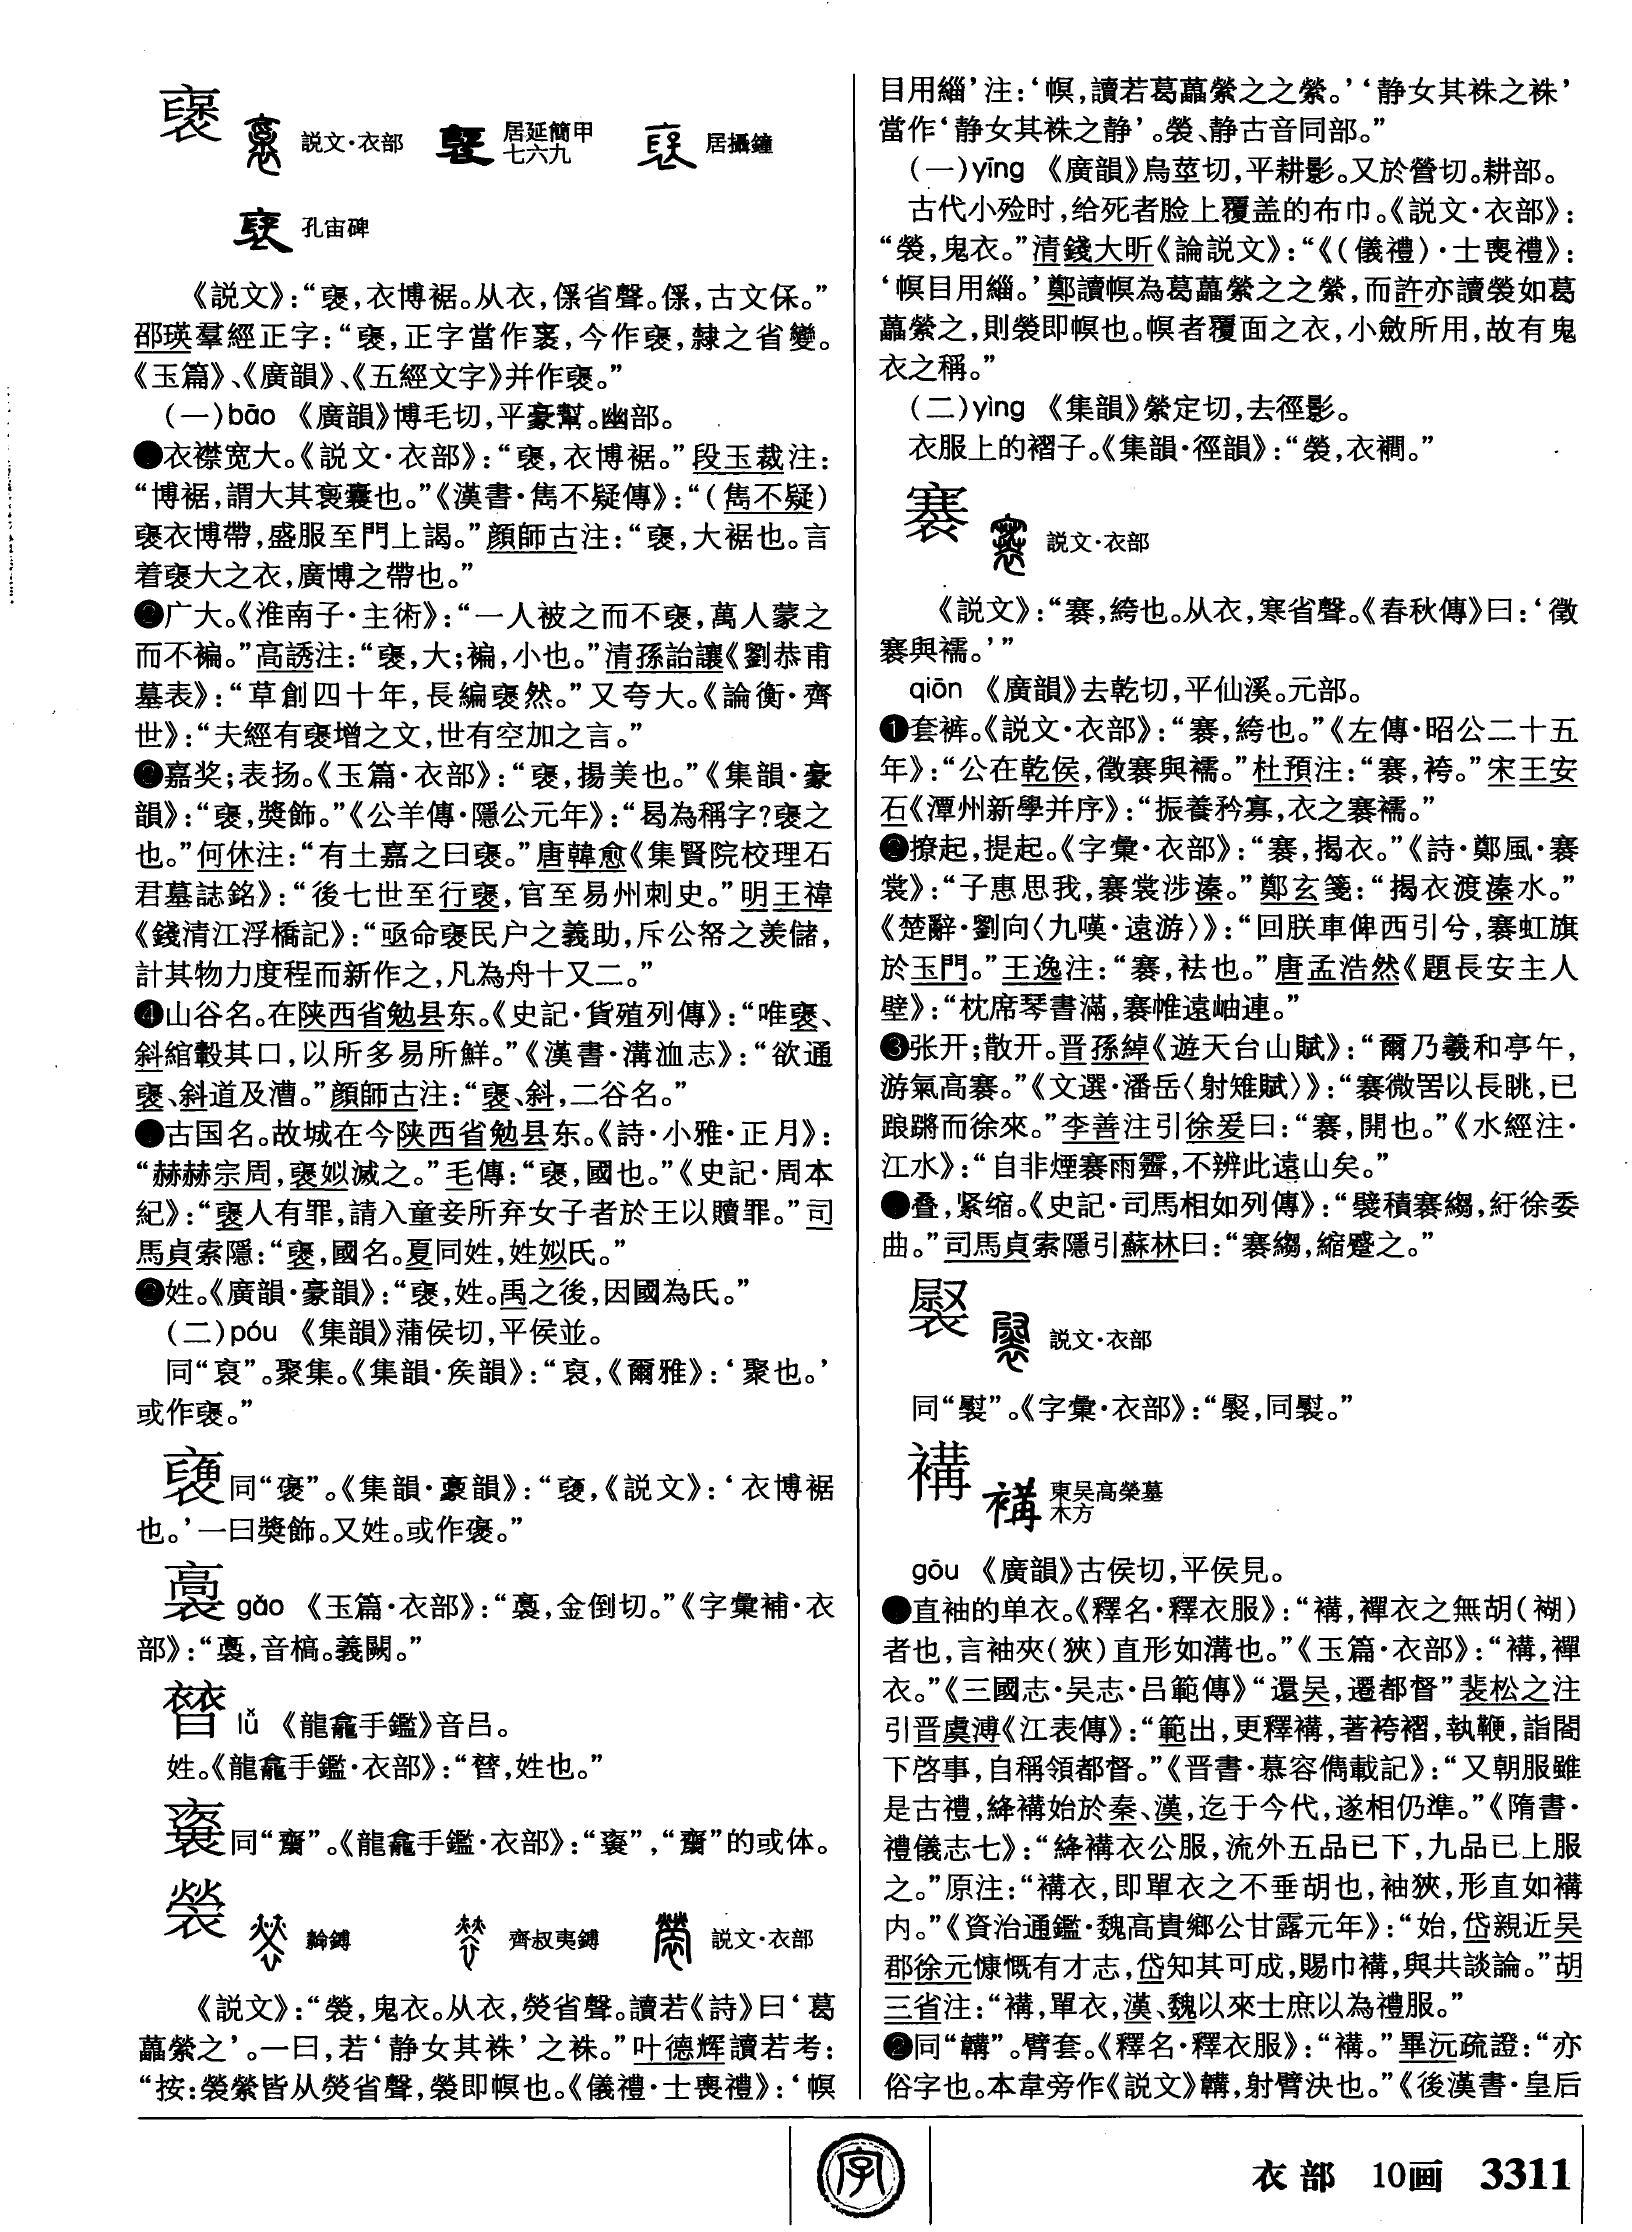 襃
説文·衣部
居延簡甲
七六九
居攝鐘
孔宙碑
《説文》：“襃，衣博裾。从衣，保省聲。保，古文保。”
邵瑛羣經正字：“襃，正字當作褎，今作襃，隸之省變。
《玉篇》、《廣韻》、《五經文字》并作襃。”
（一）bāo 《廣韻》博毛切，平豪幫。幽部。
❶衣襟宽大。《説文·衣部》：“襃，衣博裾。”段玉裁注：
“博裾，謂大其褒囊也。”《漢書·雋不疑傳》：“（雋不疑）
襃衣博帶，盛服至門上謁。”顔師古注：“襃，大裾也。言
着襃大之衣，廣博之帶也。”
❷广大。《淮南子·主術》：“一人被之而不襃，萬人蒙之
而不褊。”高誘注：“襃，大；褊，小也。”清孫詒讓《劉恭甫
墓表》：“草創四十年，長編襃然。”又夸大。《論衡·齊
世》：“夫經有襃增之文，世有空加之言。”
❸嘉奖；表扬。《玉篇·衣部》：“襃，揚美也。”《集韻·豪
韻》：“襃，獎飾。”《公羊傳·隱公元年》：“曷為稱字？襃之
也。”何休注：“有土嘉之曰襃。”唐韓愈《集賢院校理石
君墓誌銘》：“後七世至行襃，官至易州刺史。”明王禕
《錢清江浮橋記》：“亟命襃民户之義助，斥公帑之羨儲，
計其物力度程而新作之，凡為舟十又二。”
❹山谷名。在陕西省勉县东。《史記·貨殖列傳》：“唯襃、
斜綰轂其口，以所多易所鮮。”《漢書·溝洫志》：“欲通
襃、斜道及漕。”顔師古注：“襃、斜，二谷名。”
❺古国名。故城在今陕西省勉县东。《詩·小雅·正月》：
“赫赫宗周，襃姒滅之。”毛傳：“襃，國也。”《史記·周本
紀》：“襃人有罪，請入童妾所弃女子者於王以贖罪。”司
馬貞索隱：“襃，國名。夏同姓，姓姒氏。”
❻姓。《廣韻·豪韻》：“襃，姓。禹之後，因國為氏。”
（二）póu 《集韻》蒲侯切，平侯並。
同“裒”。聚集。《集韻·矦韻》：“裒，《爾雅》：‘聚也。’
或作襃。”
同“褒”。《集韻·豪韻》：“，《説文》：‘衣博裾
也。’一曰獎飾。又姓。或作褒。”
gǎo 《玉篇·衣部》：“，金倒切。”《字彙補·衣
部》：“，音槁。義闕。”
lǚ 《龍龕手鑑》音吕。
姓。《龍龕手鑑·衣部》：“，姓也。”
同“齌”。《龍龕手鑑·衣部》：“”，“齌”的或体。
褮
鎛
齊叔夷鎛
説文·衣部
《説文》：“褮，鬼衣。从衣，熒省聲。讀若《詩》曰‘葛
藟縈之’。一曰，若‘静女其袾’之袾。”叶德辉讀若考：
“按：褮縈皆从熒省聲，褮即幎也。《儀禮·士喪禮》：‘幎
目用緇’注：‘幎，讀若葛藟縈之之縈。’‘静女其袾之袾’
當作‘静女其袾之静’。褮、静古音同部。”
（一）yīng 《廣韻》烏莖切，平耕影。又於營切。耕部。
古代小殓时，给死者脸上覆盖的布巾。《説文·衣部》：
“褮，鬼衣。”清錢大昕《論説文》：“《（儀禮）·士喪禮》：
‘幎目用緇。’鄭讀幎為葛藟縈之之縈，而許亦讀褮如葛
藟縈之，則褮即幎也。幎者覆面之衣，小斂所用，故有鬼
衣之稱。”
（二）yìng 《集韻》縈定切，去徑影。
衣服上的褶子。《集韻·徑韻》：“褮，衣襉。”
褰
説文·衣部
《説文》：“褰，絝也。从衣，寒省聲。《春秋傳》曰：‘徵
褰與襦。’”
qiān 《廣韻》去乾切，平仙溪。元部。
❶套裤。《説文·衣部》：“褰，絝也。”《左傳·昭公二十五
年》：“公在乾侯，徵褰與襦。”杜預注：“褰，袴。”宋王安
石《潭州新學并序》：“振養矜寡，衣之褰襦。”
❷撩起，提起。《字彙·衣部》：“褰，揭衣。”《詩·鄭風·褰
裳》：“子惠思我，褰裳涉溱。”鄭玄箋：“揭衣渡溱水。”
《楚辭·劉向〈九嘆·遠游〉》：“回朕車俾西引兮，褰虹旗
於玉門。”王逸注：“褰，袪也。”唐孟浩然《題長安主人
壁》：“枕席琴書滿，褰帷遠岫連。”
❸张开；散开。晋孫綽《遊天台山賦》：“爾乃羲和亭午，
游氣高褰。”《文選·潘岳〈射雉賦〉》：“褰微罟以長眺，已
踉蹡而徐來。”李善注引徐爰曰：“褰，開也。”《水經注·
江水》：“自非煙褰雨霽，不辨此遠山矣。”
❹叠，紧缩。《史記·司馬相如列傳》：“襞積褰縐，紆徐委
曲。”司馬貞索隱引蘇林曰：“褰縐，縮蹙之。”
説文·衣部
同“褽”。《字彙·衣部》：“，同褽。”
褠
東吴高榮墓
木方
gōu 《廣韻》古侯切，平侯見。
❶直袖的单衣。《釋名·釋衣服》：“褠，襌衣之無胡（褶）
者也，言袖夾（狹）直形如溝也。”《玉篇·衣部》：“褠，襌
衣。”《三國志·吴志·吕範傳》“還吴，遷都督”裴松之注
引晋虞溥《江表傳》：“範出，更釋褠，著袴褶，執鞭，詣閤
下啓事，自稱領都督。”《晋書·慕容儁載記》：“又朝服雖
是古禮，絳褠始於秦、漢，迄于今代，遂相仍準。”《隋書·
禮儀志七》：“絳褠衣公服，流外五品已下，九品已上服
之。”原注：“褠衣，即單衣之不垂胡也，袖狹，形直如褠
内。”《資治通鑑·魏高貴鄉公甘露元年》：“始，岱親近吴
郡徐元慷慨有才志，岱知其可成，賜巾褠，與共談論。”胡
三省注：“褠，單衣，漢、魏以來士庶以為禮服。”
❷同“韝”。臂套。《釋名·釋衣服》：“褠。”畢沅疏證：“亦
俗字也。本韋旁作《説文》韝，射臂決也。”《後漢書·皇后
字
衣部 10画 3311